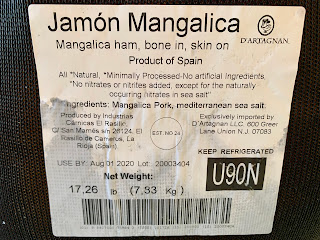 Jamón Mangalica
D'ARTAGNAN
Mangalica ham, bone in, skin on
Product of Spain
All *Natural, *Minimally Processed-No artificial Ingredients,
"No nitrates or nitrites added, except for the naturally
occurring nitrates in sea salt"
Ingredients: Mangalica Pork, mediterranean sea salt.
Produced by Industrias
Cárnicas El Rasillo,
C/ San Mamés s/n 26124, El
Rasillo de Cameros, La
Rioja (Spain).
Exclusively imported by
D'Artagnan LLC. 600 Green
Lane Union N.J. 07083
KEEP REFRIGERATED
USE BY: Aug 01 2020 Lot: 20003404
U90N
Net Weight:
17,26 lb (7,83 Kg)